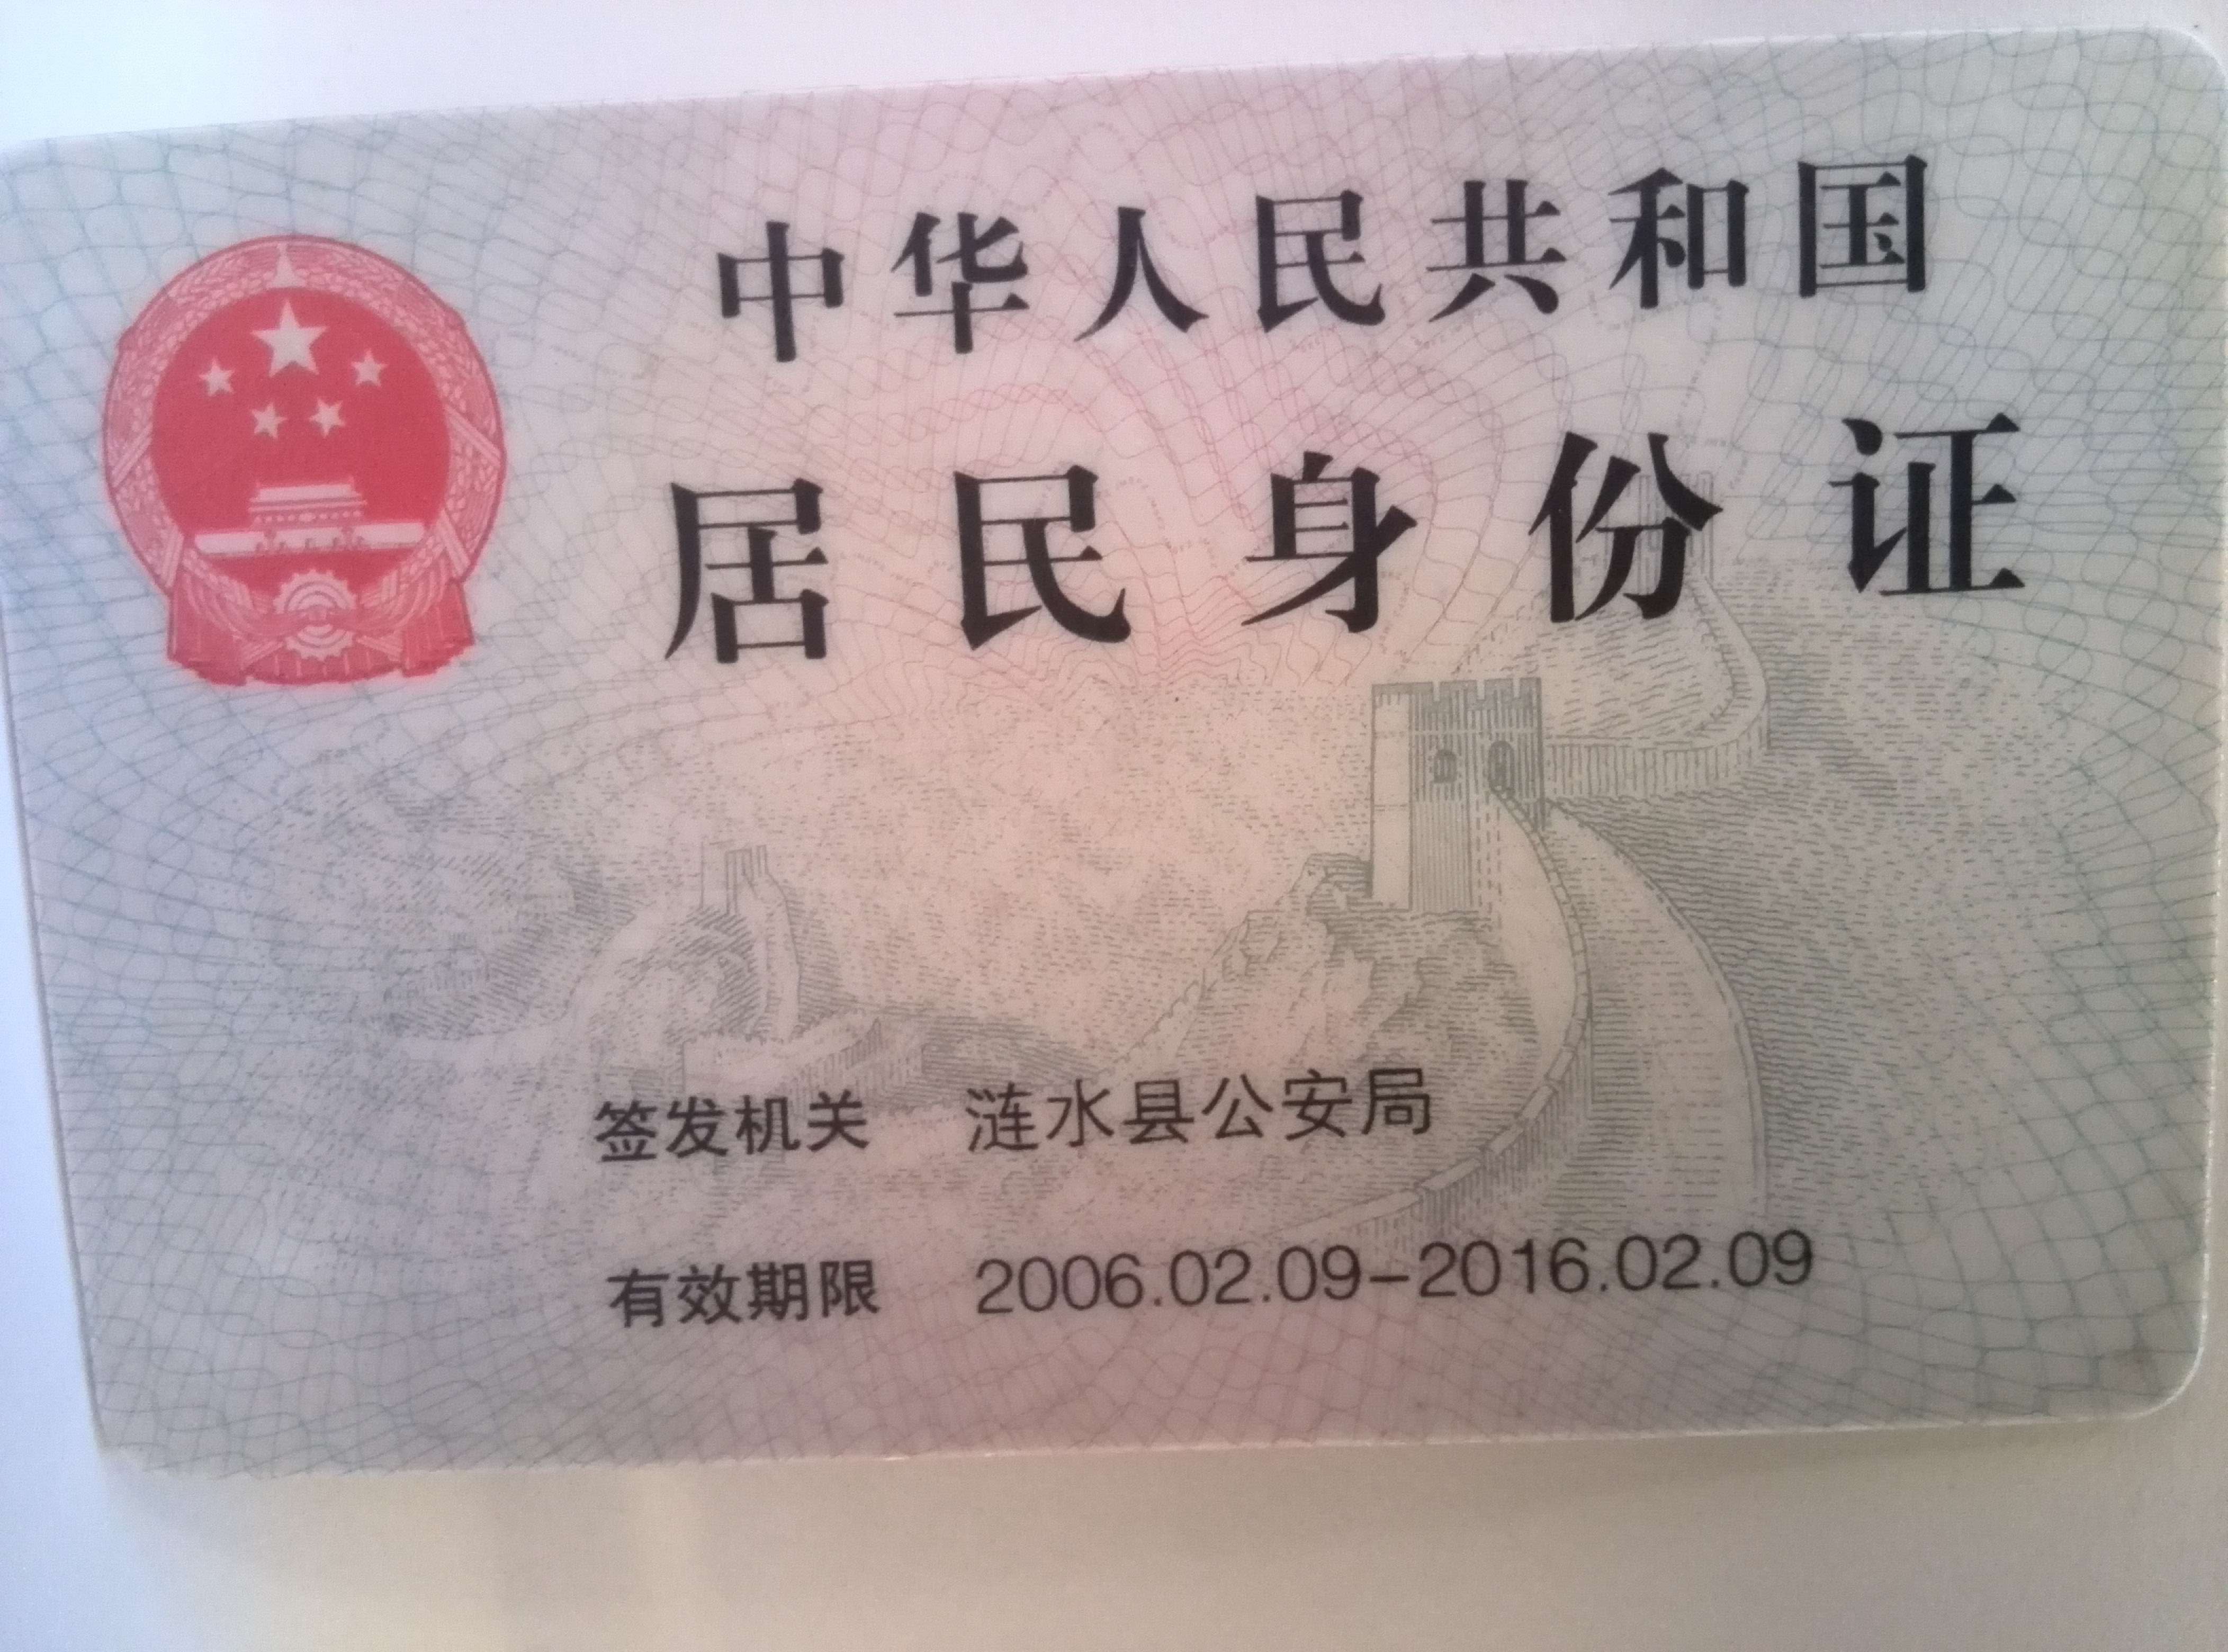 中华人民共和国
居民身份证
签发机关 涟水县公安局
有效期限 2006.02.09-2016.02.09